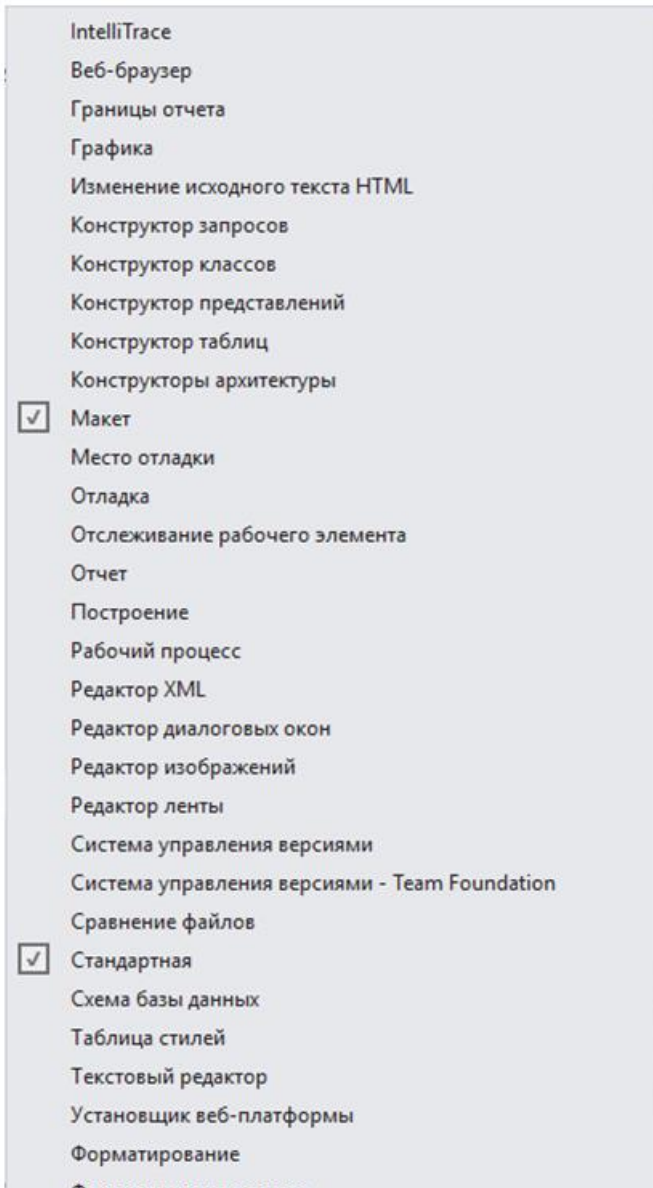 IntelliTrace
Веб-браузер
Границы отчета
Графика
Изменение исходного текста HTML
Конструктор запросов
Конструктор классов
Конструктор представлений
Конструктор таблиц
Конструкторы архитектуры
Макет
Место отладки
Отладка
Отслеживание рабочего элемента
Отчет
Построение
Рабочий процесс
Редактор XML
Редактор диалоговых окон
Редактор изображений
Редактор ленты
Система управления версиями
Система управления версиями - Team Foundation
Сравнение файлов
Стандартная
Схема базы данных
Таблица стилей
Текстовый редактор
Установщик веб-платформы
Форматирование